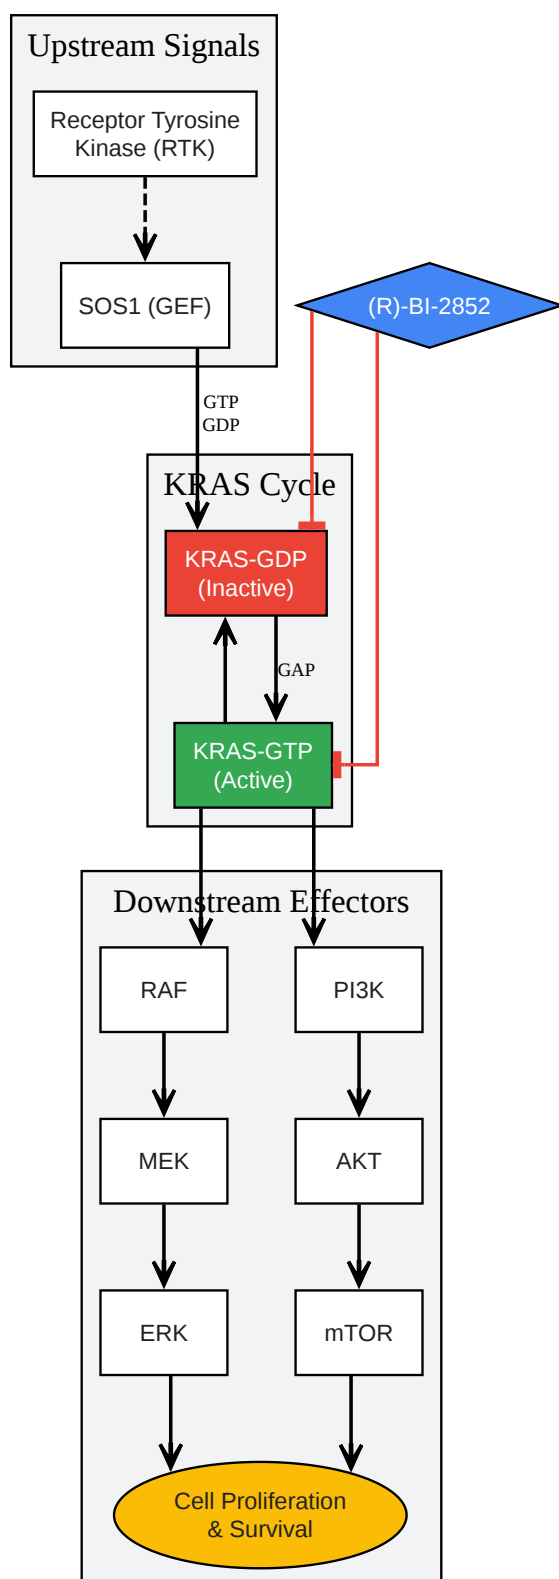 Upstream Signals
Receptor Tyrosine
Kinase (RTK)
SOS1 (GEF)
(R)-BI-2852
GTP
GDP
KRAS Cycle
KRAS-GDP
(Inactive)
GAP
KRAS-GTP
(Active)
Downstream Effectors
RAF
PI3K
MEK
AKT
ERK
mTOR
Cell Proliferation
& Survival